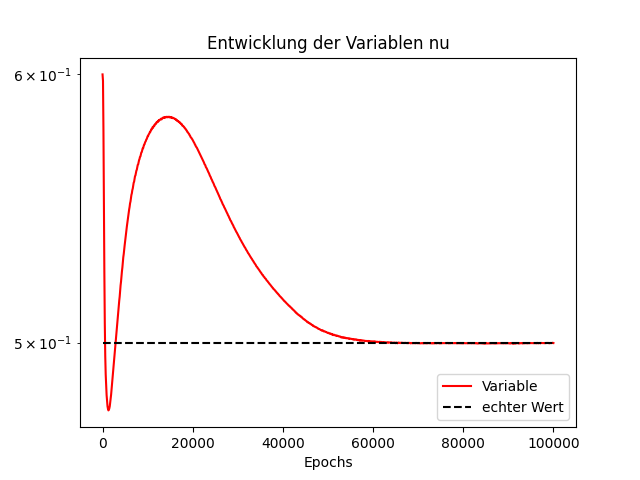 Entwicklung der Variablen nu
6 × 10⁻¹
5 × 10⁻¹
Variable
echter Wert
0 20000 40000 60000 80000 100000
Epochs